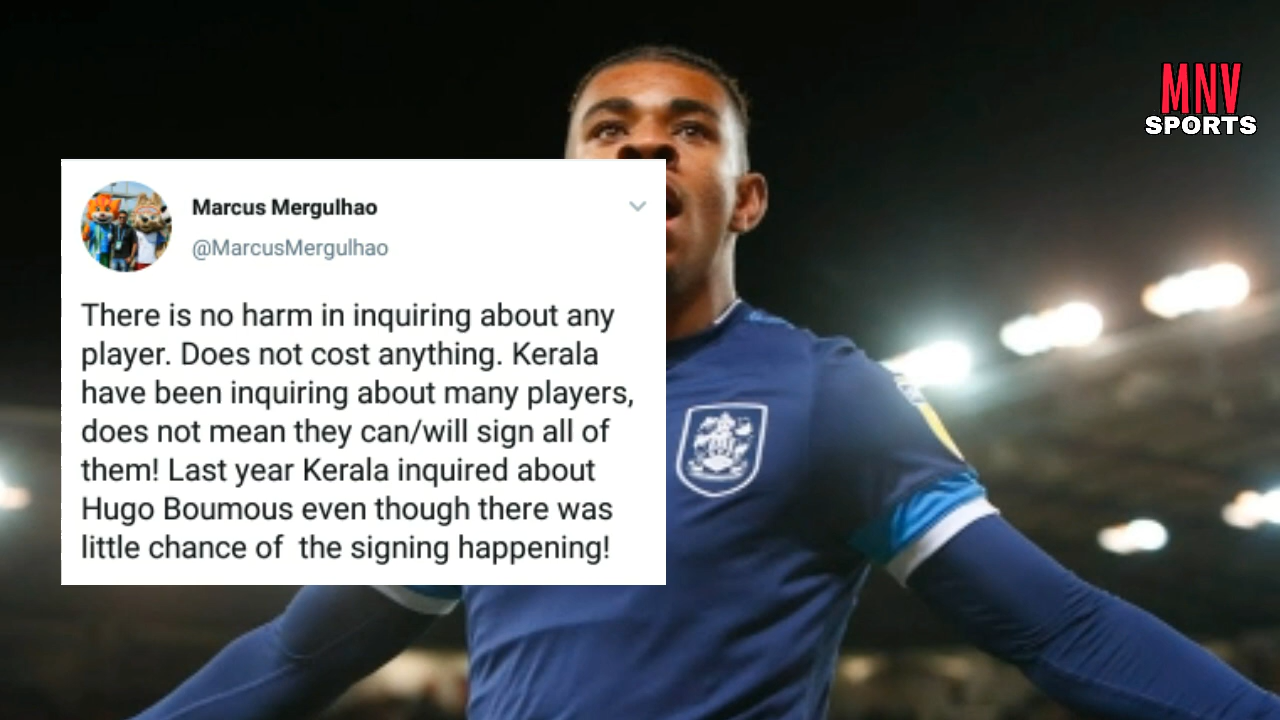 MNV
SPORTS
Marcus Mergulhao
@MarcusMergulhao
There is no harm in inquiring about any
player. Does not cost anything. Kerala
have been inquiring about many players,
does not mean they can/will sign all of
them! Last year Kerala inquired about
Hugo Boumous even though there was
little chance of  the signing happening!